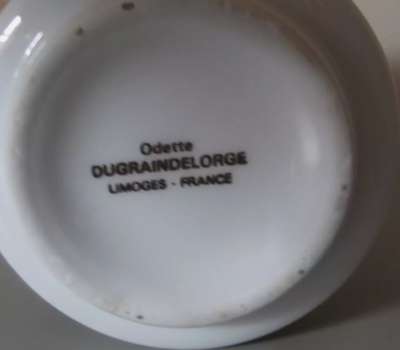 Odette
DUGRAINDELORGE
LIMOGES - FRANCE